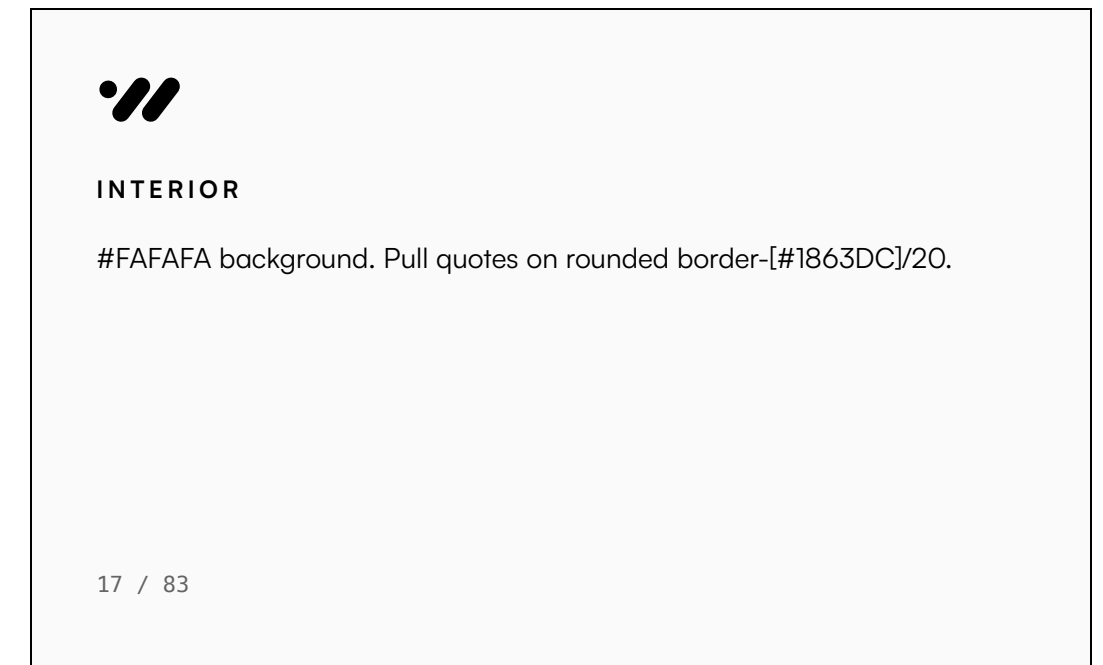 INTERIOR
#FAFAFA background. Pull quotes on rounded border-[#1863DC]/20.
17 / 83